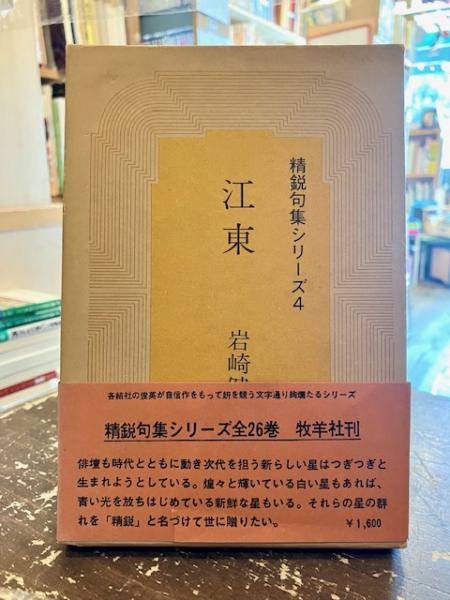 精鋭句集シリーズ4
江東
岩崎健
各結社の俊英が自信作をもって妍を競う文字通り絢爛たるシリーズ
精鋭句集シリーズ全26巻 牧羊社刊
俳壇も時代とともに動き次代を担う新らしい星はつぎつぎと
生まれようとしている。煌々と輝いている白い星もあれば、
青い光を放ちはじめている新鮮な星もいる。それらの星の群
れを「精鋭」と名づけて世に贈りたい。
￥1,600